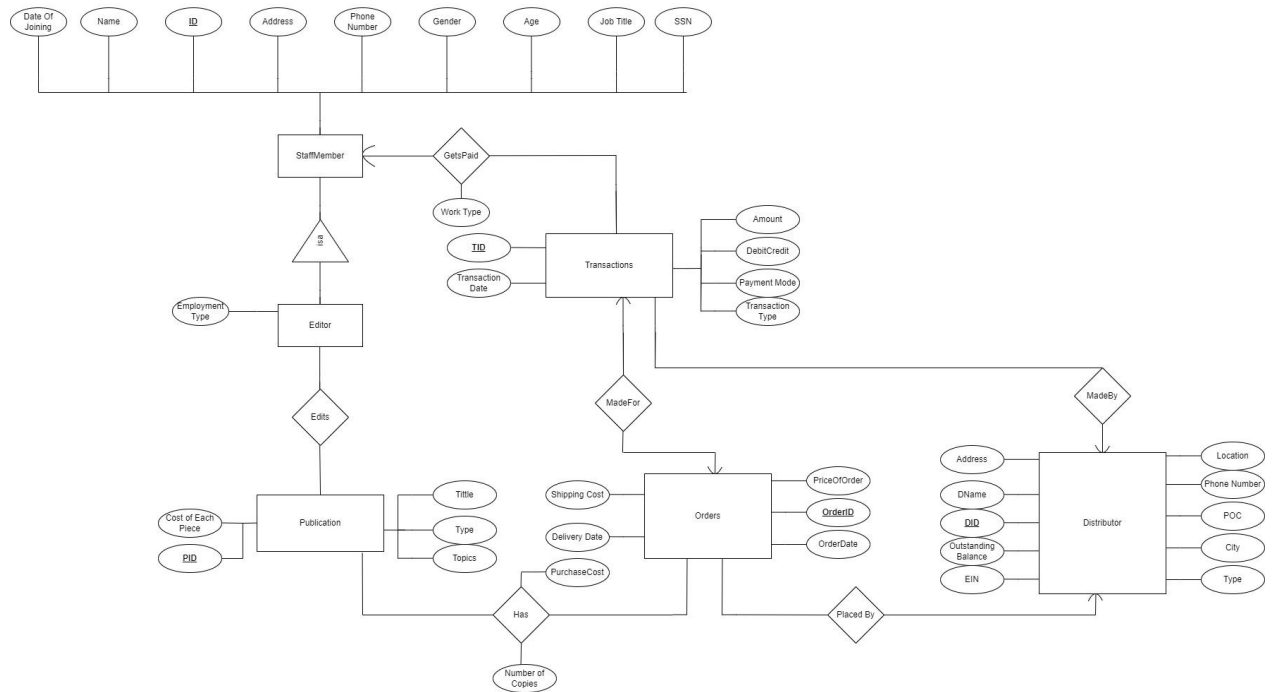 Date Of
Joining
Name
ID
Address
Phone
Number
Gender
Age
Job Title
SSN
StaffMember
GetsPaid
Work Type
isa
TID
Transaction
Date
Transactions
Amount
DebitCredit
Payment Mode
Transaction
Type
Employment
Type
Editor
Edits
MadeFor
MadeBy
Cost of Each
Piece
PID
Publication
Tittle
Type
Topics
Shipping Cost
Delivery Date
Orders
PriceOfOrder
OrderID
OrderDate
Address
DName
DID
Outstanding
Balance
EIN
Distributor
Location
Phone Number
POC
City
Type
PurchaseCost
Has
Number of
Copies
Placed By